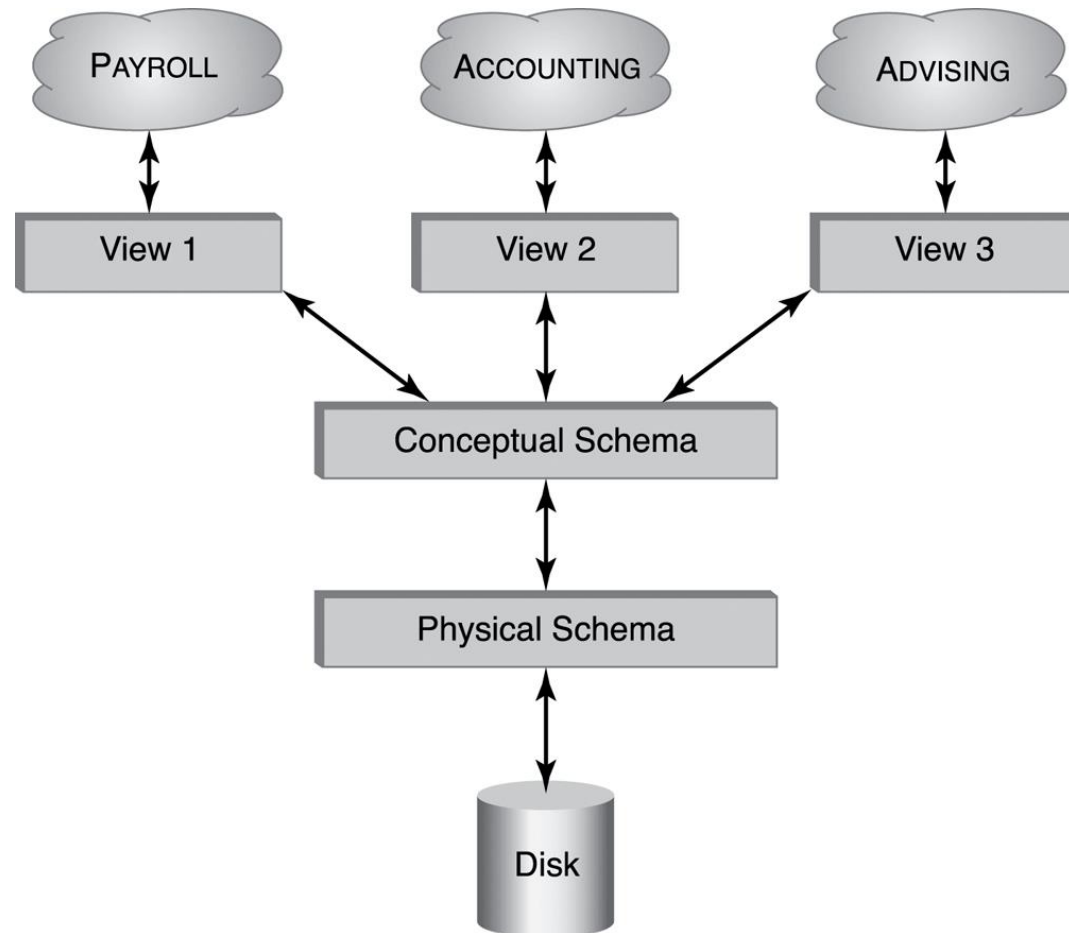 PAYROLL
ACCOUNTING
ADVISING
View 1
View 2
View 3
Conceptual Schema
Physical Schema
Disk